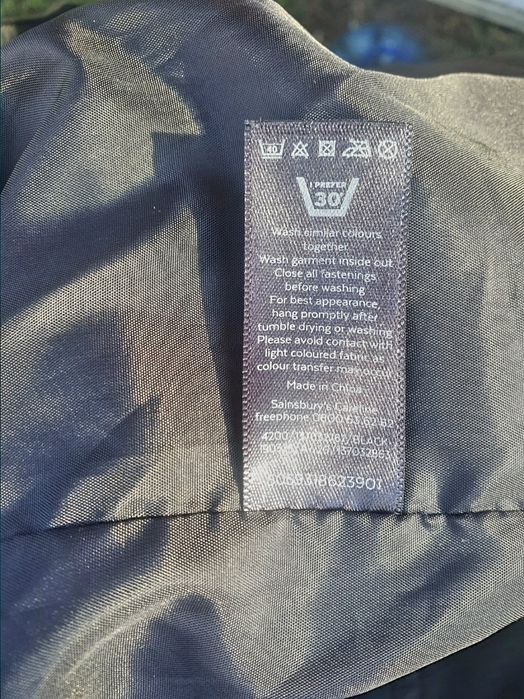 40
I PREFER
30°
Wash similar colours
together
Wash garment inside out
Close all fastenings
before washing
For best appearance
hang promptly after
tumble drying or washing
Please avoid contact with
light coloured fabric as
colour transfer may occur
Made in China
Sainsbury's Careline
freephone
BLACK
5059318623901